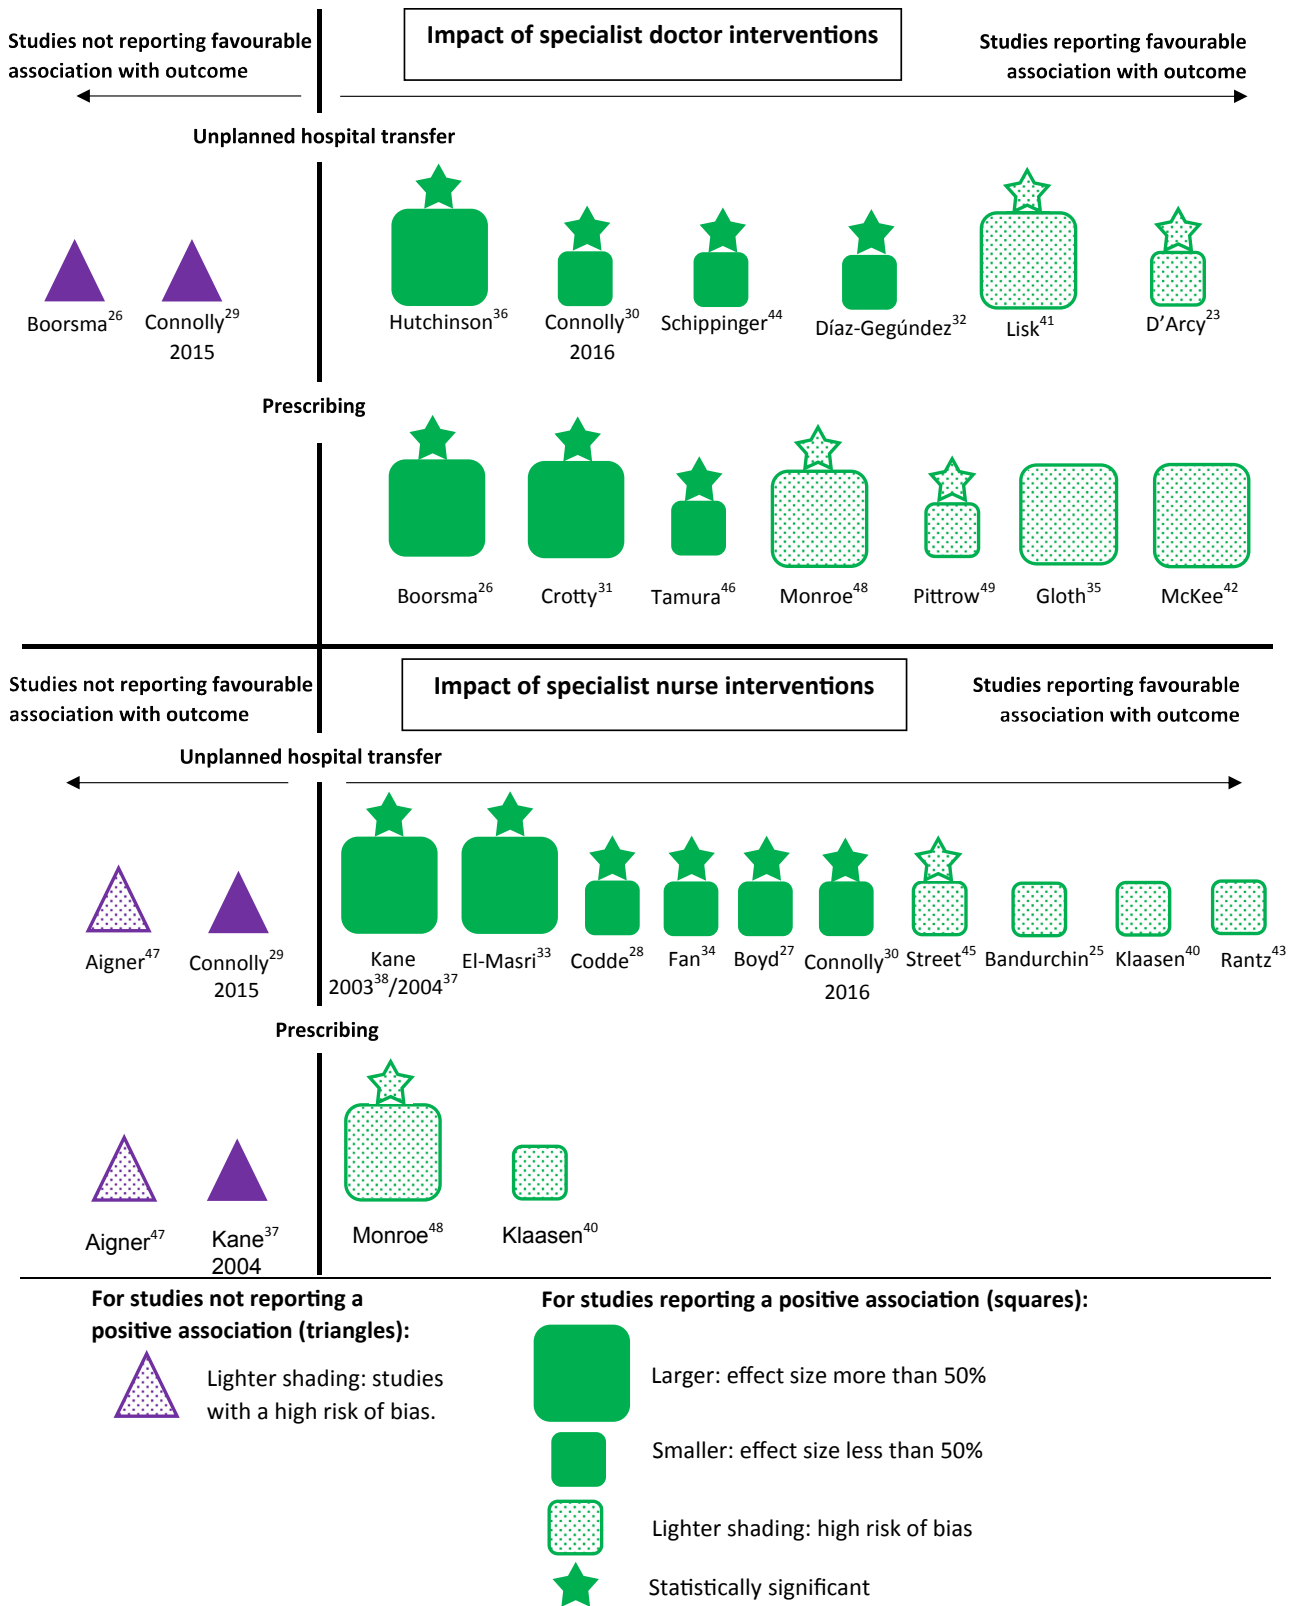 Impact of specialist doctor interventions
Studies not reporting favourable
association with outcome
Studies reporting favourable
association with outcome
Unplanned hospital transfer
Boorsma26
Connolly29
2015
Hutchinson36
Connolly30
2016
Schippinger44
Díaz-Gegúndez32
Lisk41
D’Arcy23
Prescribing
Boorsma26
Crotty31
Tamura46
Monroe48
Pittrow49
Gloth35
McKee42
Impact of specialist nurse interventions
Studies not reporting favourable
association with outcome
Studies reporting favourable
association with outcome
Unplanned hospital transfer
Aigner47
Connolly29
2015
Kane
200338/200437
El-Masri33
Codde28
Fan34
Boyd27
Connolly30
2016
Street45
Bandurchin25
Klaasen40
Rantz43
Prescribing
Aigner47
Kane37
2004
Monroe48
Klaasen40
For studies not reporting a
positive association (triangles):
Lighter shading: studies
with a high risk of bias.
For studies reporting a positive association (squares):
Larger: effect size more than 50%
Smaller: effect size less than 50%
Lighter shading: high risk of bias
Statistically significant